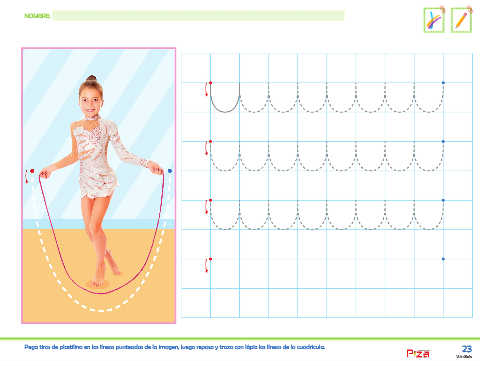 NOMBRE:
Pega tiras de plastilina en las líneas punteadas de la imagen, luego repasa y traza con lápiz las líneas de la cuadrícula.
23